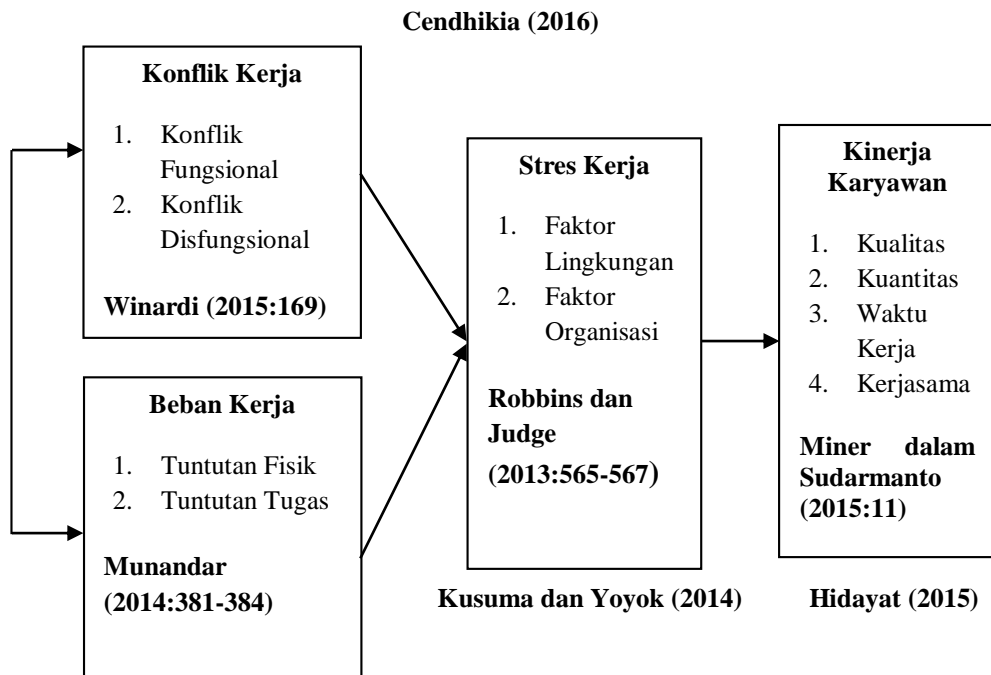 Cendhikia (2016)
Konflik Kerja
1. Konflik
Fungsional
2. Konflik
Disfungsional
Winardi (2015:169)
Beban Kerja
1. Tuntutan Fisik
2. Tuntutan Tugas
Munandar
(2014:381-384)
Stres Kerja
1. Faktor
Lingkungan
2. Faktor
Organisasi
Robbins dan
Judge
(2013:565-567)
Kusuma dan Yoyok (2014)
Kinerja
Karyawan
1. Kualitas
2. Kuantitas
3. Waktu
Kerja
4. Kerjasama
Miner dalam
Sudarmanto
(2015:11)
Hidayat (2015)